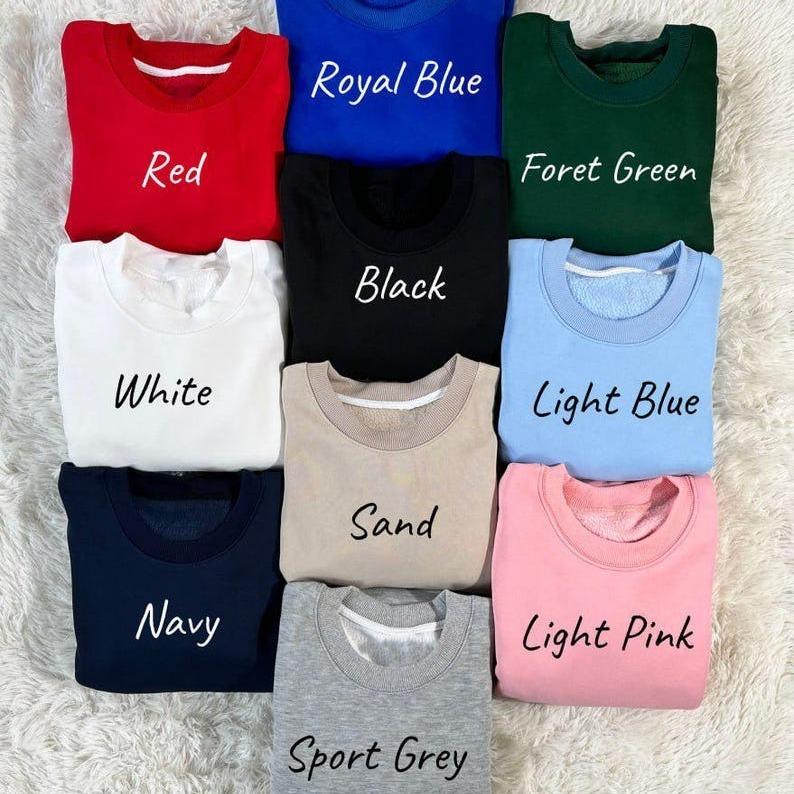 Royal Blue
Red
Foret Green
Black
White
Light Blue
Sand
Navy
Light Pink
Sport Grey